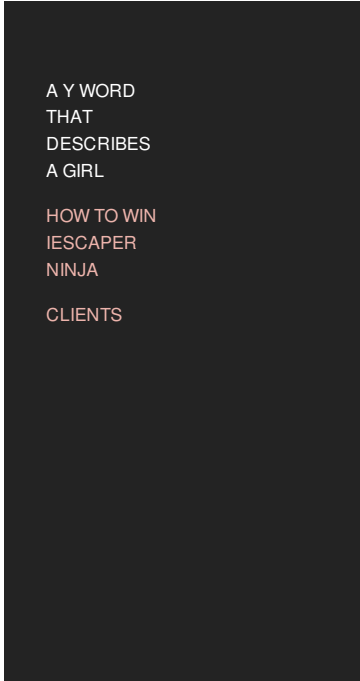 A Y WORD
THAT
DESCRIBES
A GIRL
HOW TO WIN
IESCAPER
NINJA
CLIENTS